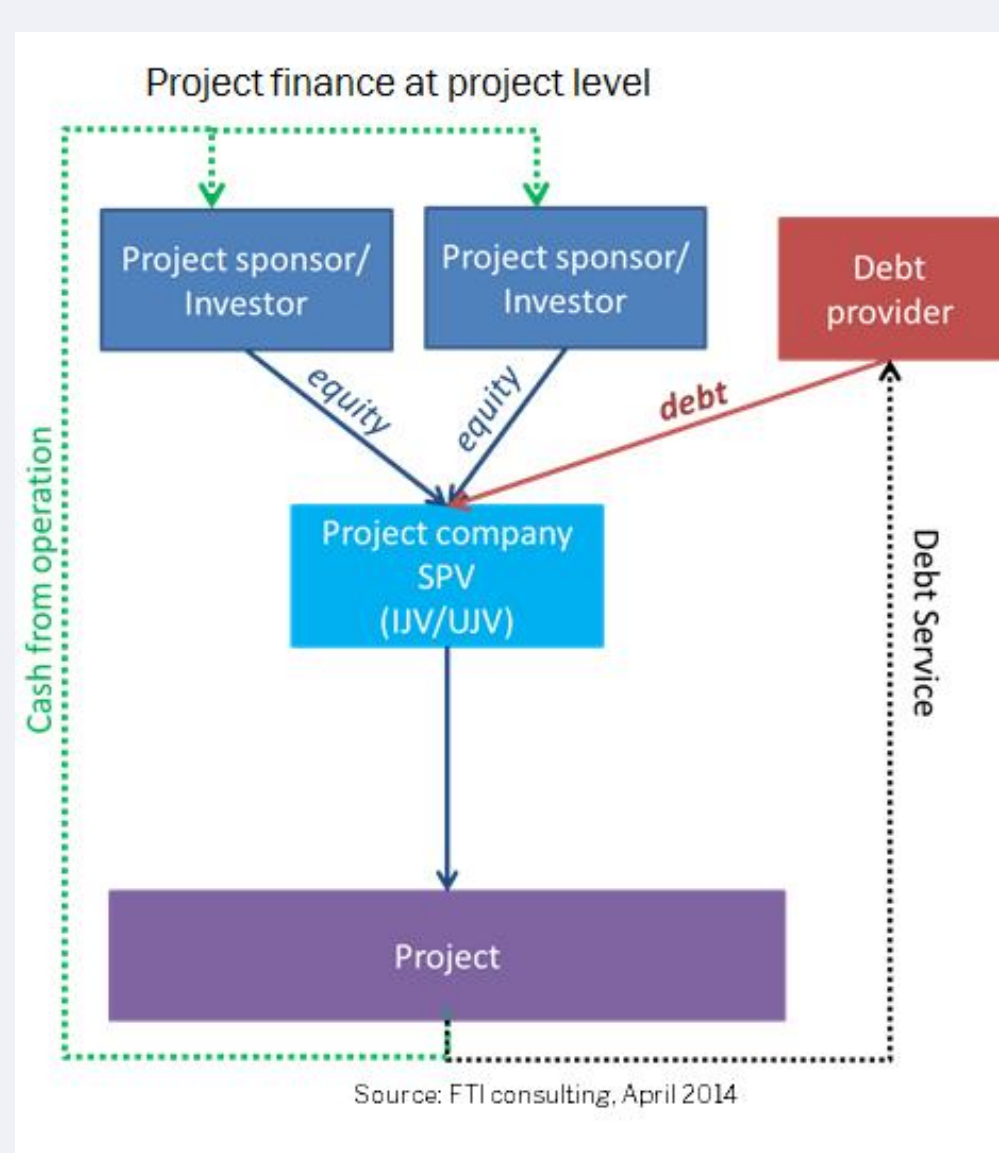 Project finance at project level
Project sponsor/
Investor
Project sponsor/
Investor
Debt
provider
equity
equity
debt
Project company
SPV
(IJV/UJV)
Cash from operation
Debt Service
Project
Source: FTI consulting, April 2014